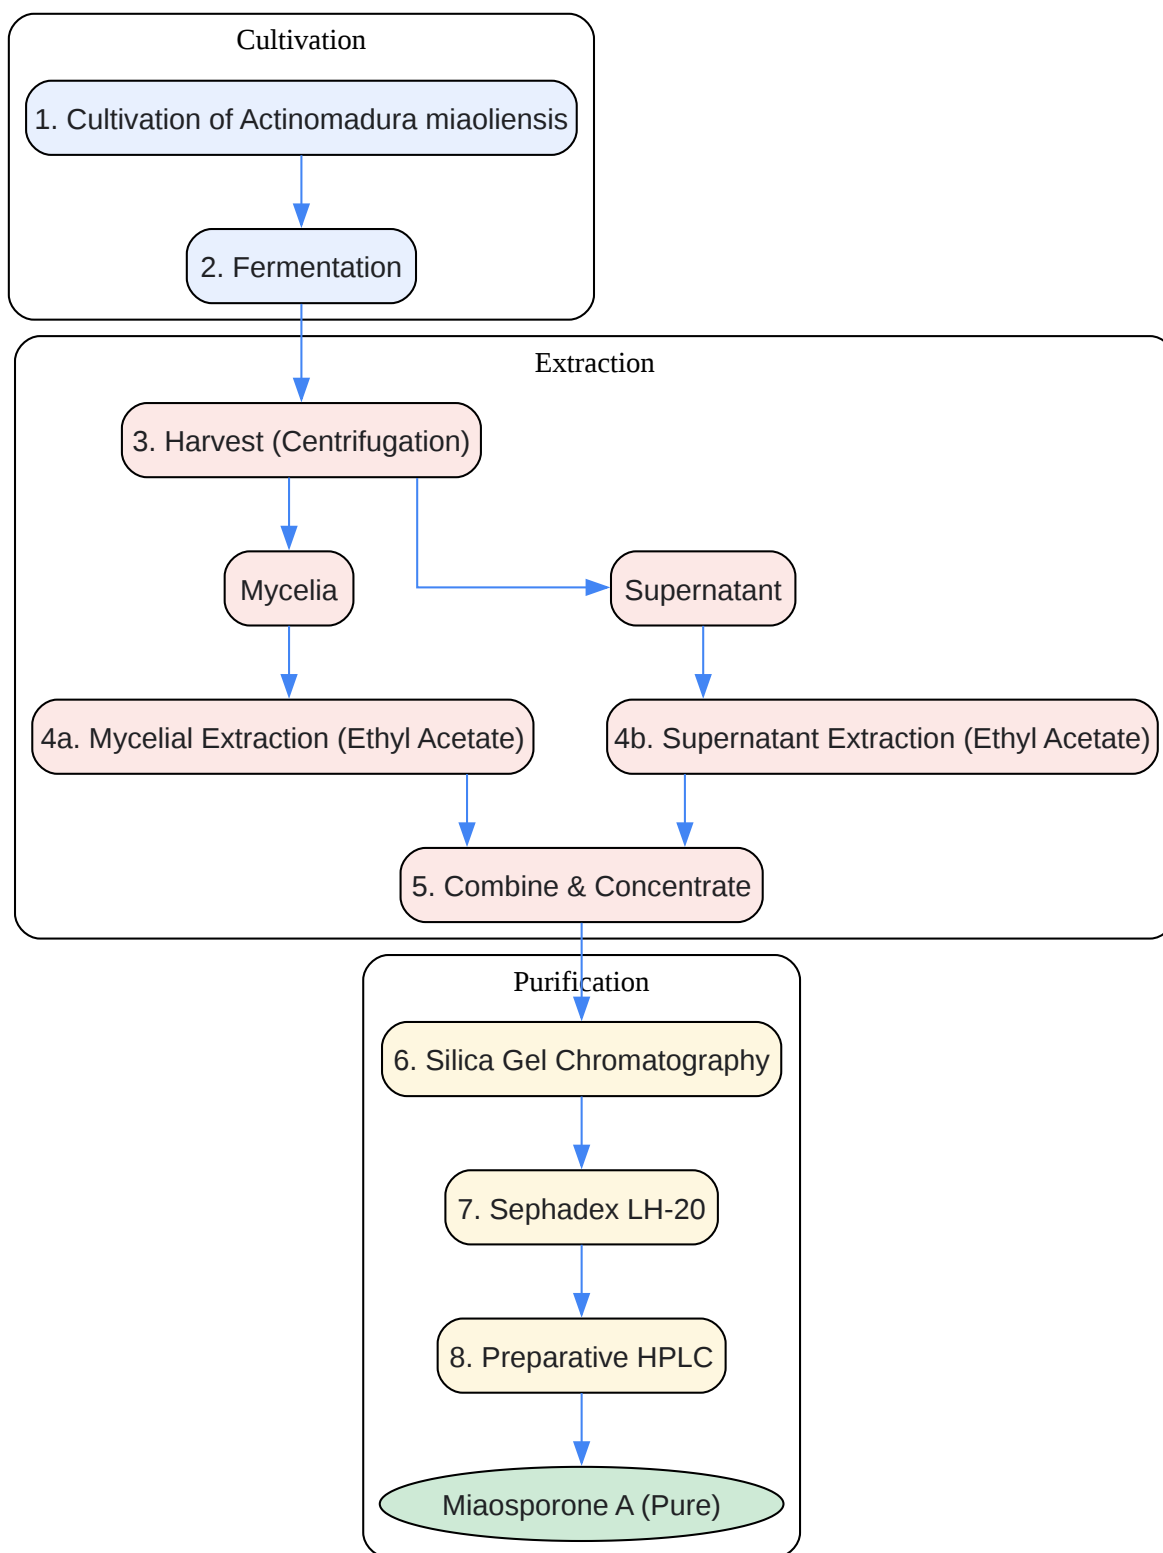 Cultivation
1. Cultivation of Actinomadura miaoliensis
2. Fermentation
Extraction
3. Harvest (Centrifugation)
Mycelia
Supernatant
4a. Mycelial Extraction (Ethyl Acetate)
4b. Supernatant Extraction (Ethyl Acetate)
5. Combine & Concentrate
Purification
6. Silica Gel Chromatography
7. Sephadex LH-20
8. Preparative HPLC
Miaosporone A (Pure)